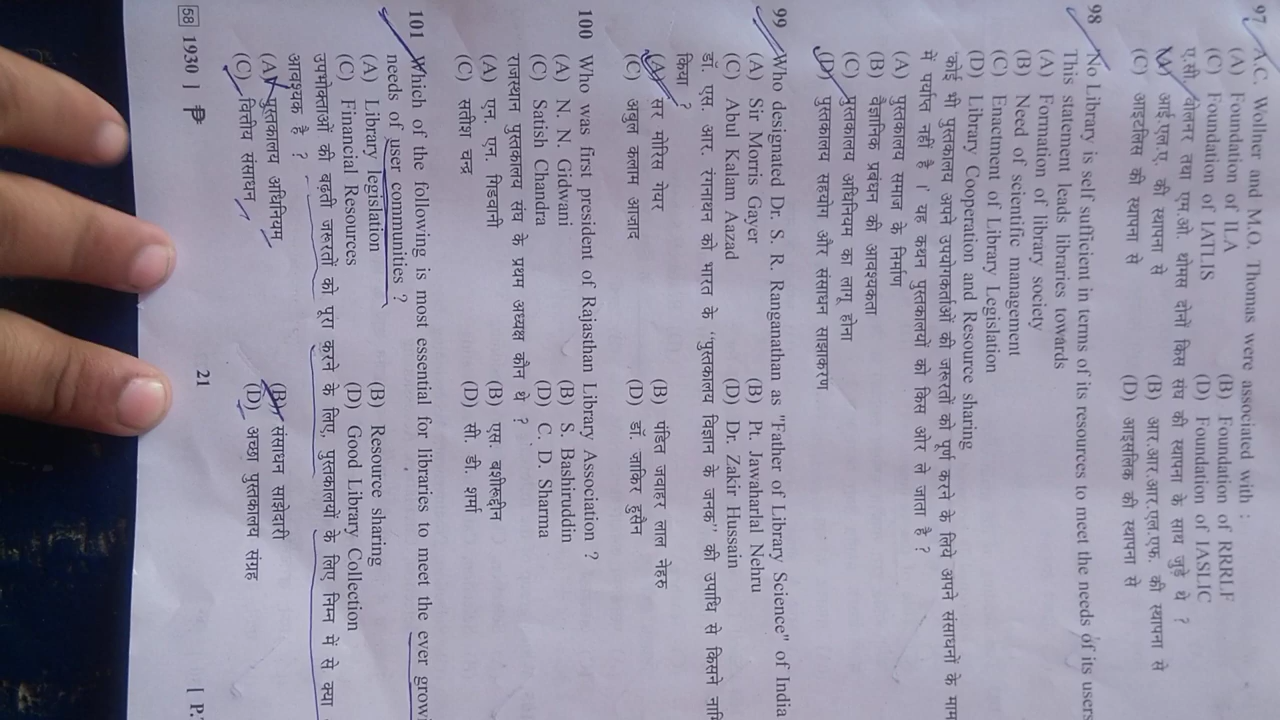 97 A.C. Wollner and M.O. Thomas were associated with :
(A) Foundation of ILA (B) Foundation of RRRLF
(C) Foundation of IATLIS (D) Foundation of IASLIC
ए.सी. वोलनर तथा एम.ओ. थोमस दोनों किस संघ की स्थापना के साथ जुड़े थे ?
आई.एल.ए. की स्थापना से (B) आर.आर.आर.एल.एफ. की स्थापना से
(C) आइटलिस की स्थापना से (D) आइसलिक की स्थापना से
98 No Library is self sufficient in terms of its resources to meet the needs of its users
This statement leads libraries towards
(A) Formation of library society
(B) Need of scientific management
(C) Enactment of Library Legislation
(D) Library Cooperation and Resource sharing
कोई भी पुस्तकालय अपने उपयोगकर्ताओं की जरूरतों को पूर्ण करने के लिये अपने संसाधनों के
में पर्याप्त नहीं है । यह कथन पुस्तकालयों को किस ओर ले जाता है ?
(A) पुस्तकालय समाज के निर्माण
(B) वैज्ञानिक प्रबंधन की आवश्यकता
(C) पुस्तकालय अधिनियम का लागू होना
(D) पुस्तकालय सहयोग और संसाधन साझाकरण
99 Who designated Dr. S. R. Ranganathan as "Father of Library Science" of India
(A) Sir Morris Gayer (B) Pt. Jawaharlal Nehru
(C) Abul Kalam Aazad (D) Dr. Zakir Hussain
डॉ. एस. आर. रंगनाथन को भारत के "पुस्तकालय विज्ञान के जनक" की उपाधि से किसने
किया ?
(A) सर मोरिस गेयर (B) पंडित जवाहर लाल नेहरु
(C) अबुल कलाम आज़ाद (D) डॉ. जाकिर हुसैन
100 Who was first president of Rajasthan Library Association ?
(A) N. N. Gidwani (B) S. Bashiruddin
(C) Satish Chandra (D) C. D. Sharma
राजस्थान पुस्तकालय संघ के प्रथम अध्यक्ष कौन थे ?
(A) एन. एन. गिडवानी (B) एस. बशीरूद्दीन
(C) सतीश चन्द्र (D) सी. डी. शर्मा
101 Which of the following is most essential for libraries to meet the ever
needs of user communities ?
(A) Library legislation (B) Resource sharing
(C) Financial Resources (D) Good Library Collection
उपभोक्ताओं की बढ़ती जरूरतों को पूरा करने के लिए, पुस्तकालयों के लिए निम्न में से क्या
आवश्यक है ?
(A) पुस्तकालय अधिनियम (B) संसाधन साझेदारी
(C) वित्तीय संसाधन (D) अच्छा पुस्तकालय संग्रह
58 1930 ] 21 [ P.